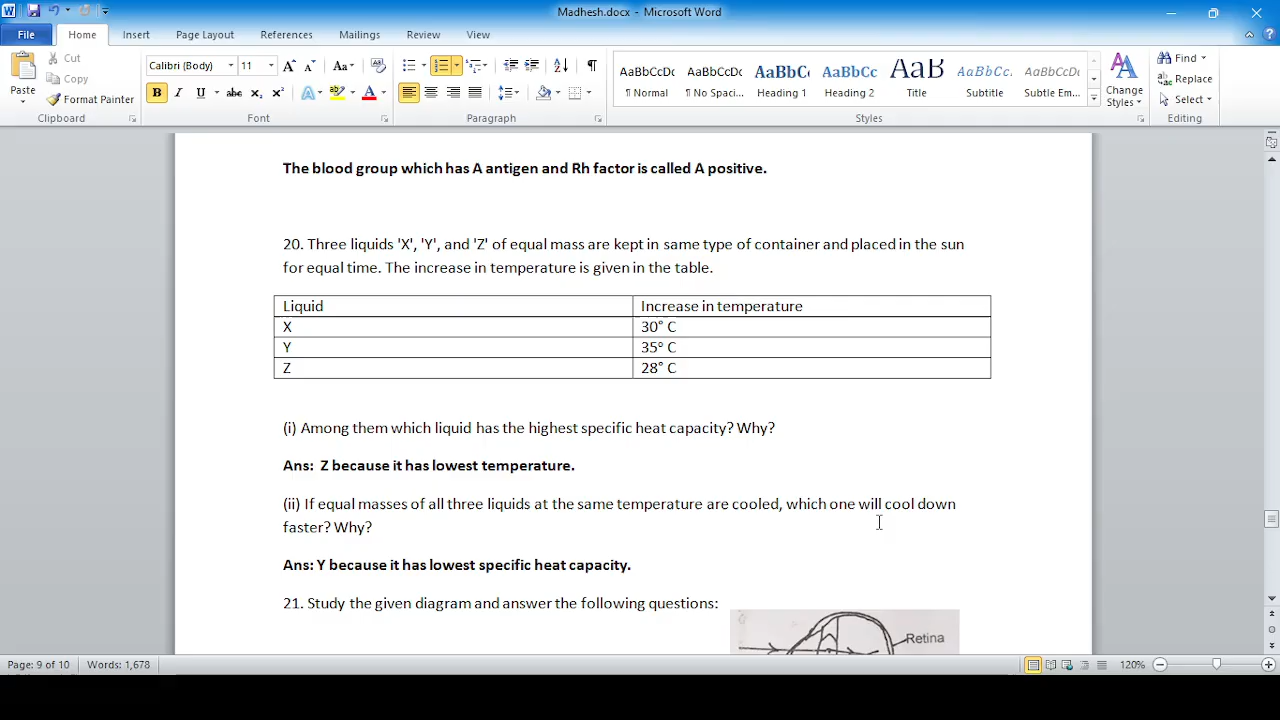 Madhesh.docx - Microsoft Word
File Home Insert Page Layout References Mailings Review View
Cut
Copy
Format Painter
Paste
Clipboard
Calibri (Body) 11
Font
Paragraph
AaBbCcDc AaBbCcDc AaBbC AaBbCc AaB AaBbCc. AaBbCcDc
¶ Normal ¶ No Spaci... Heading 1 Heading 2 Title Subtitle Subtle Em...
Change
Styles
Styles
Find
Replace
Select
Editing
The blood group which has A antigen and Rh factor is called A positive.
20. Three liquids 'X', 'Y', and 'Z' of equal mass are kept in same type of container and placed in the sun
for equal time. The increase in temperature is given in the table.
Liquid Increase in temperature
X 30° C
Y 35° C
Z 28° C
(i) Among them which liquid has the highest specific heat capacity? Why?
Ans:  Z because it has lowest temperature.
(ii) If equal masses of all three liquids at the same temperature are cooled, which one will cool down
faster? Why?
Ans: Y because it has lowest specific heat capacity.
21. Study the given diagram and answer the following questions:
Retina
Page: 9 of 10 Words: 1,678 120%